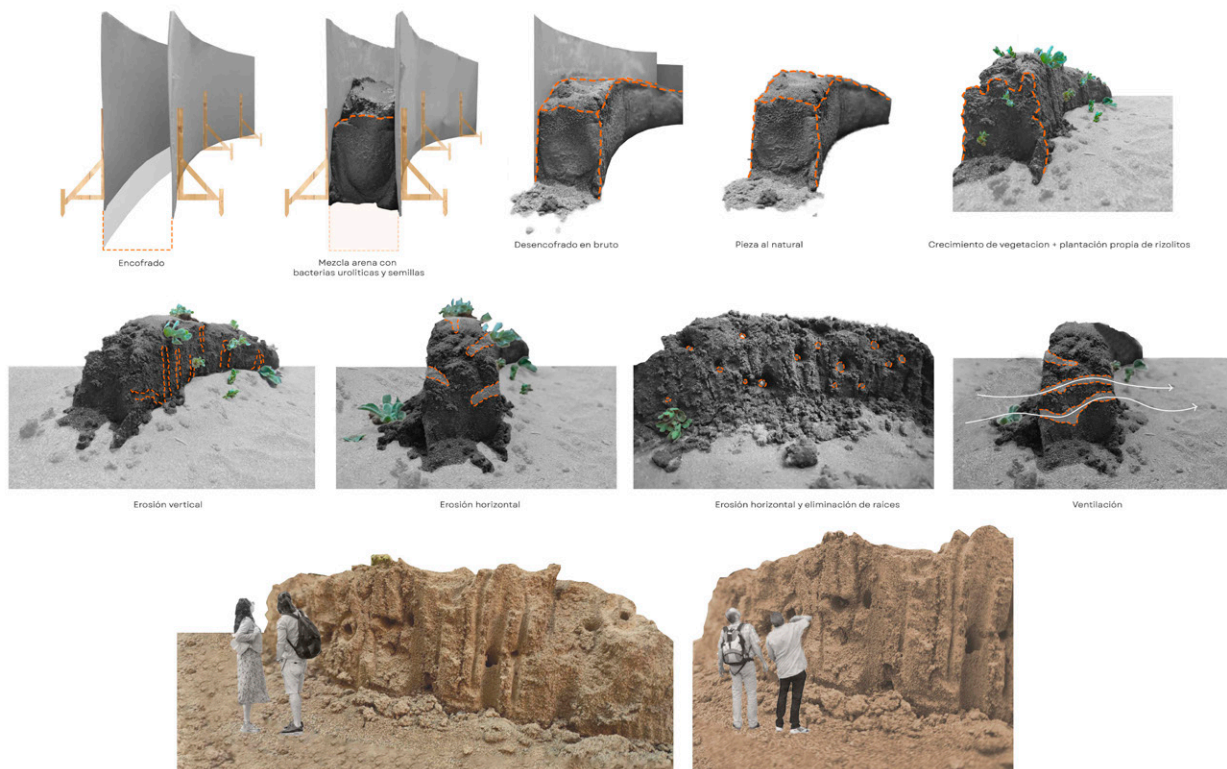 Encofrado
Mezcla arena con
bacterias urolíticas y semillas
Desencofrado en bruto
Pieza al natural
Crecimiento de vegetacion + plantación propia de rizolitos
Erosión vertical
Erosión horizontal
Erosión horizontal y eliminación de raices
Ventilación